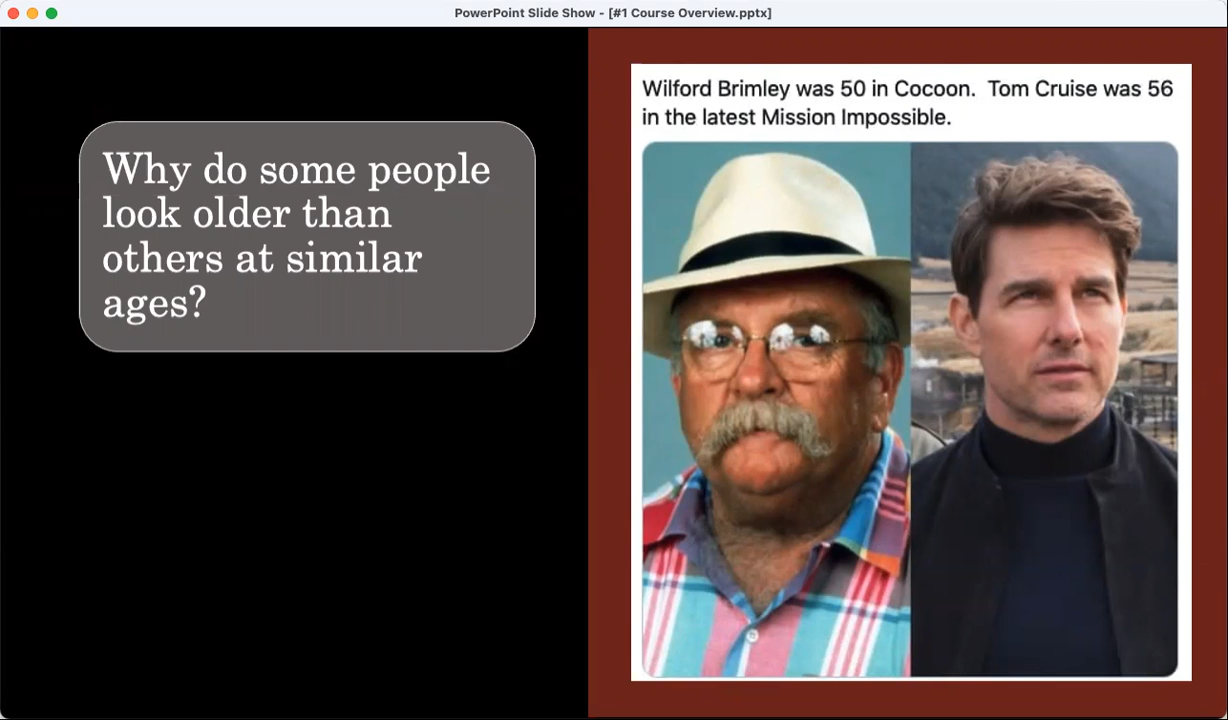 PowerPoint Slide Show - [#1 Course Overview.pptx]
Why do some people
look older than
others at similar
ages?
Wilford Brimley was 50 in Cocoon.  Tom Cruise was 56
in the latest Mission Impossible.